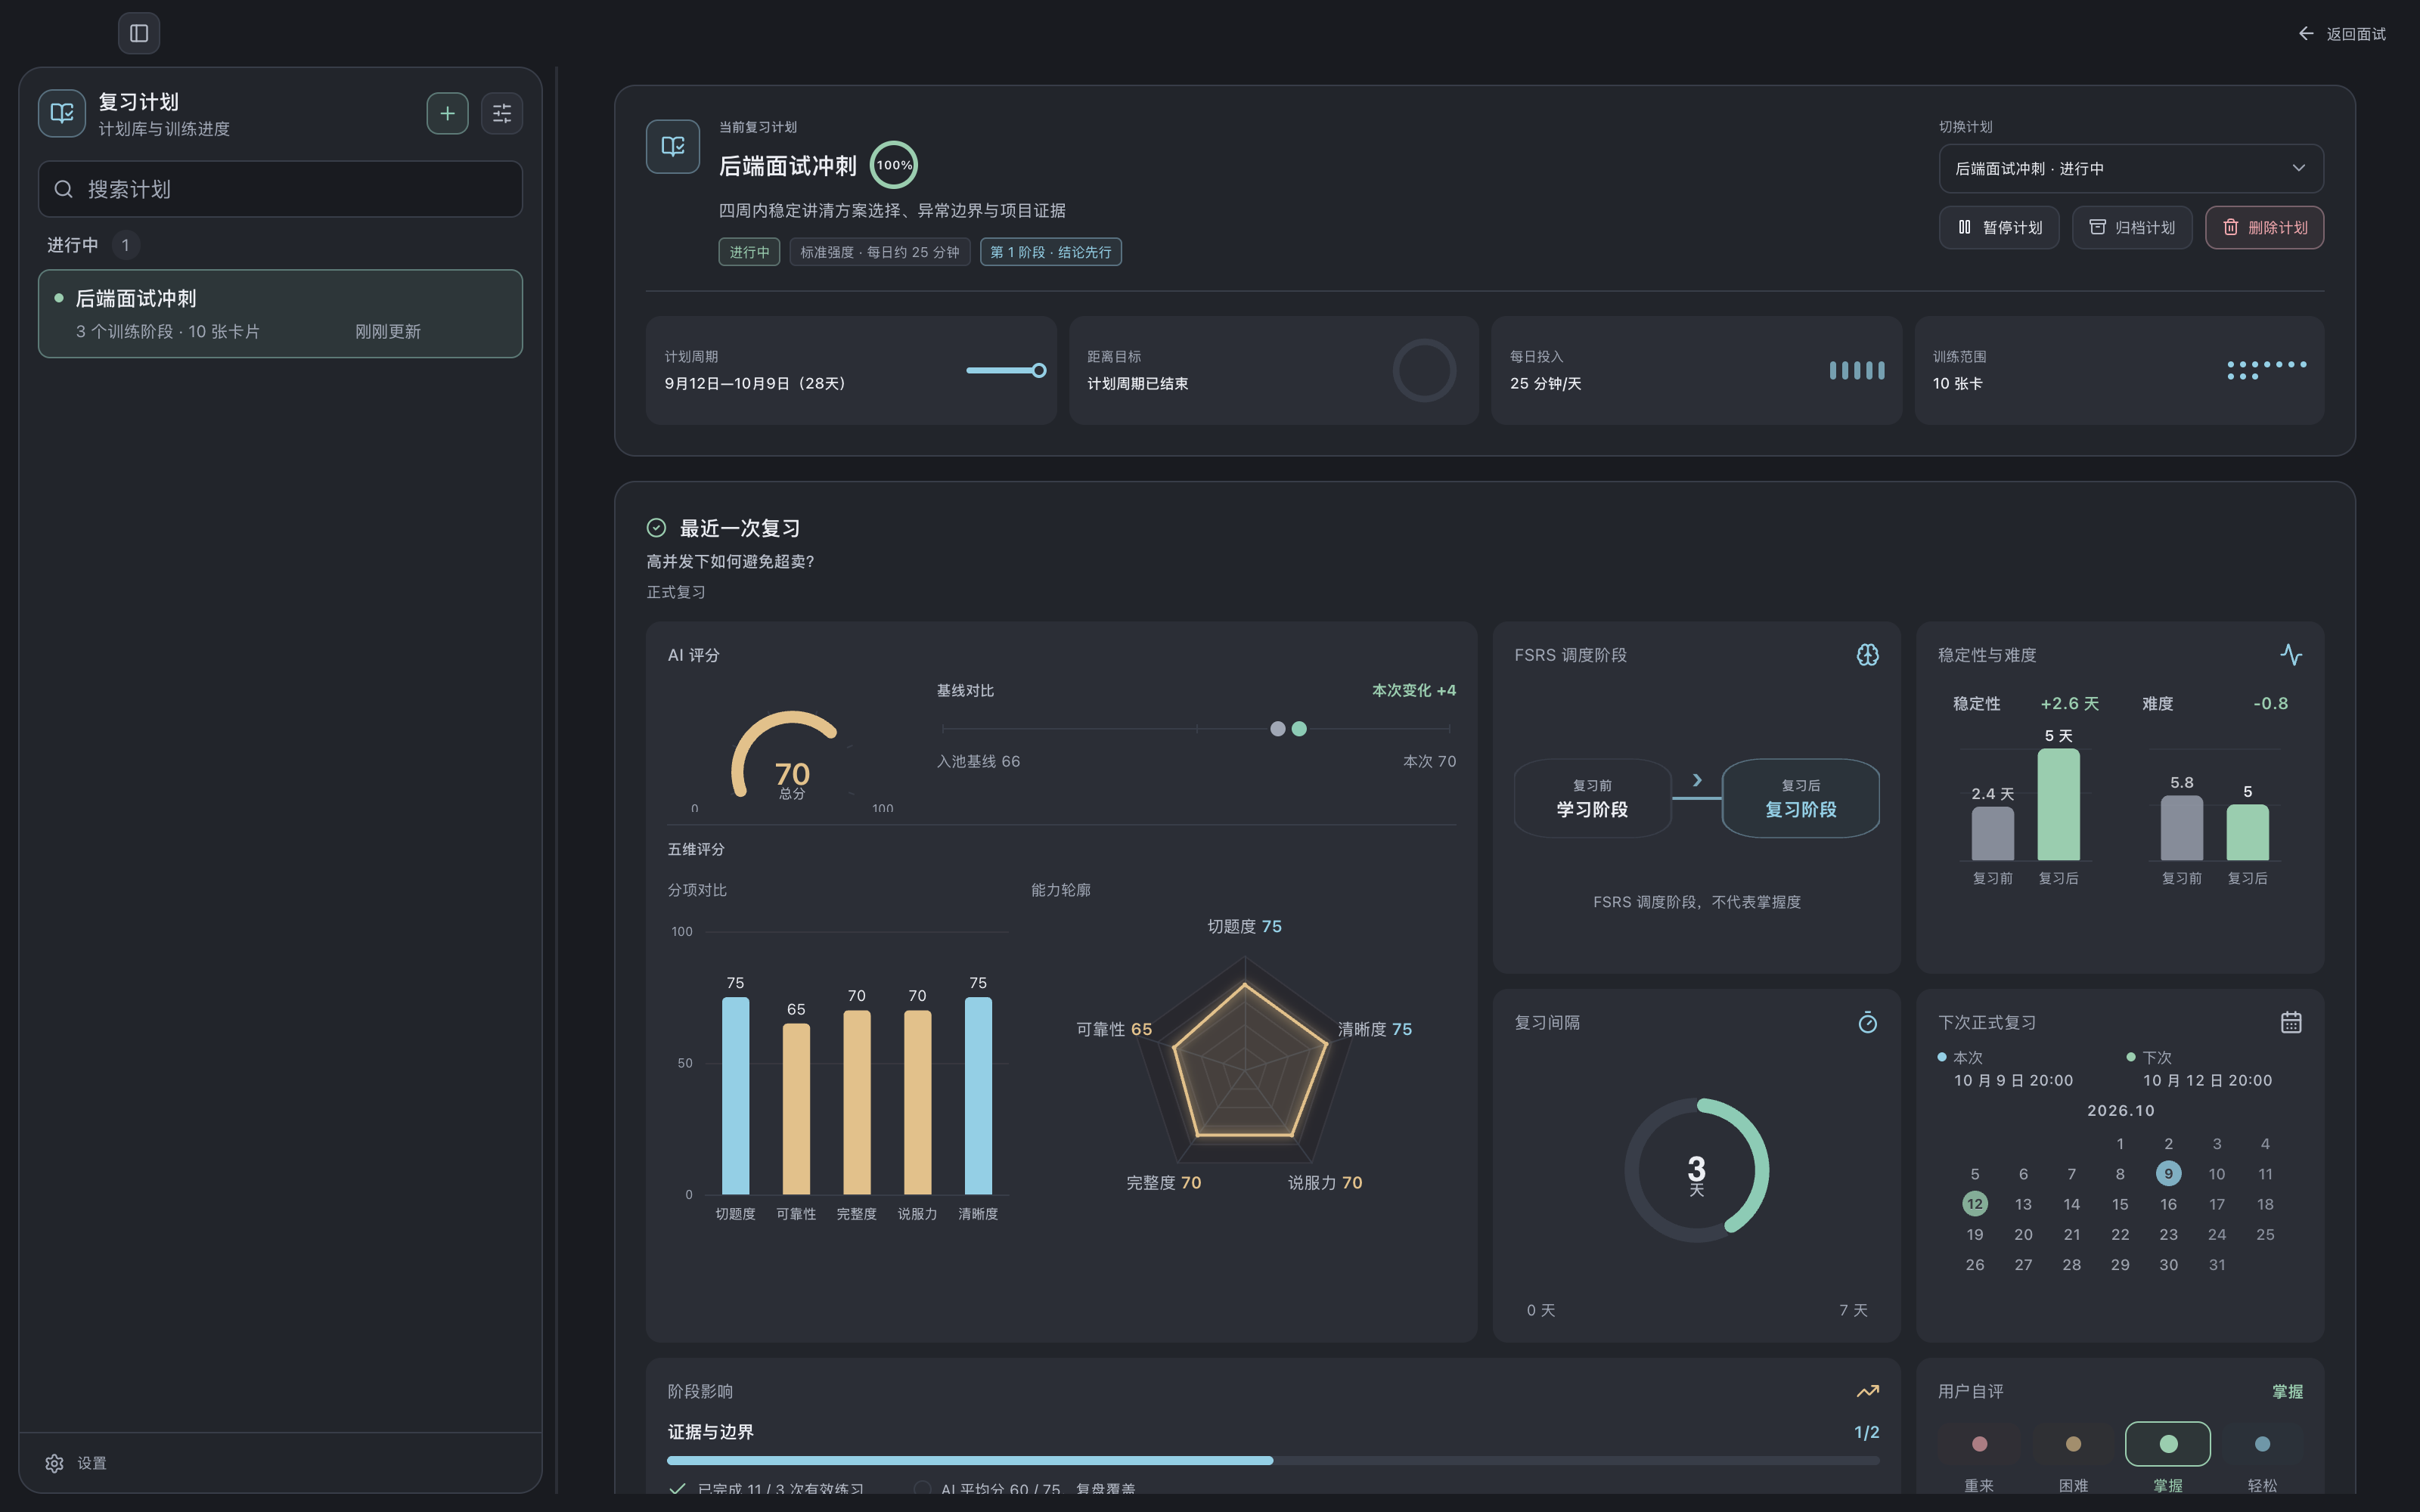 返回面试
复习计划
计划库与训练进度
搜索计划
进行中 1
后端面试冲刺
3 个训练阶段 · 10 张卡片 刚刚更新
设置
当前复习计划
后端面试冲刺 100%
四周内稳定讲清方案选择、异常边界与项目证据
进行中 标准强度 · 每日约 25 分钟 第 1 阶段 · 结论先行
切换计划
后端面试冲刺 · 进行中
暂停计划 归档计划 删除计划
计划周期
9月12日—10月9日（28天）
距离目标
计划周期已结束
每日投入
25 分钟/天
训练范围
10 张卡
最近一次复习
高并发下如何避免超卖?
正式复习
AI 评分
70
总分
0 100
基线对比 本次变化 +4
入池基线 66 本次 70
五维评分
分项对比
100
50
0
75 65 70 70 75
切题度 可靠性 完整度 说服力 清晰度
能力轮廓
切题度 75
可靠性 65 清晰度 75
完整度 70 说服力 70
FSRS 调度阶段
复习前
学习阶段
复习后
复习阶段
FSRS 调度阶段，不代表掌握度
稳定性与难度
稳定性 +2.6 天 难度 -0.8
2.4 天 5 天 5.8 5
复习前 复习后 复习前 复习后
复习间隔
3
天
0 天 7 天
下次正式复习
本次 下次
10 月 9 日 20:00 10 月 12 日 20:00
2026.10
1 2 3 4
5 6 7 8 9 10 11
12 13 14 15 16 17 18
19 20 21 22 23 24 25
26 27 28 29 30 31
阶段影响
证据与边界 1/2
已完成 11 / 3 次有效练习 AI 平均分 60 / 75 复盘覆盖
用户自评 掌握
重来 困难 掌握 轻松